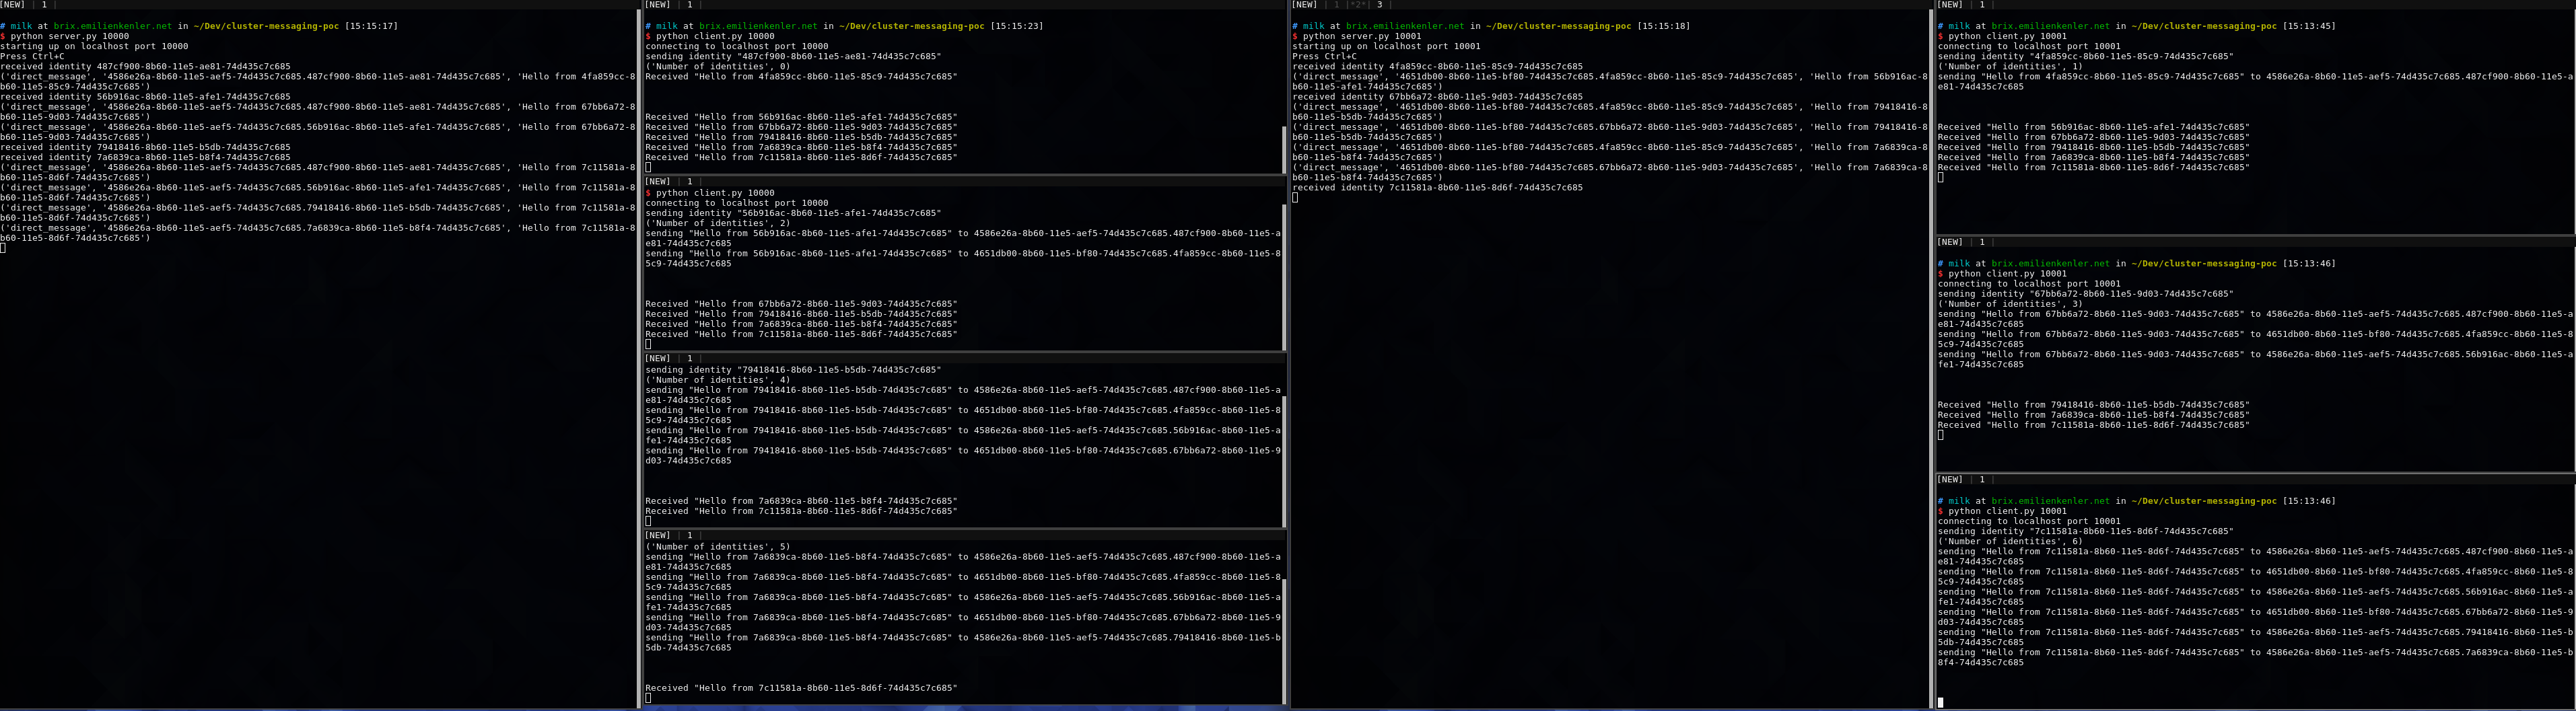 [NEW] | 1 |
# milk at brix.emilienkenler.net in ~/Dev/cluster-messaging-poc [15:15:17]
$ python server.py 10000
starting up on localhost port 10000
Press Ctrl+C
received identity 487cf900-8b60-11e5-ae81-74d435c7c685
('direct_message', '4586e26a-8b60-11e5-aef5-74d435c7c685.487cf900-8b60-11e5-ae81-74d435c7c685', 'Hello from 4fa859cc-8
b60-11e5-85c9-74d435c7c685')
received identity 56b916ac-8b60-11e5-afe1-74d435c7c685
('direct_message', '4586e26a-8b60-11e5-aef5-74d435c7c685.487cf900-8b60-11e5-ae81-74d435c7c685', 'Hello from 67bb6a72-8
b60-11e5-9d03-74d435c7c685')
('direct_message', '4586e26a-8b60-11e5-aef5-74d435c7c685.56b916ac-8b60-11e5-afe1-74d435c7c685', 'Hello from 67bb6a72-8
b60-11e5-9d03-74d435c7c685')
received identity 79418416-8b60-11e5-b5db-74d435c7c685
received identity 7a6839ca-8b60-11e5-b8f4-74d435c7c685
('direct_message', '4586e26a-8b60-11e5-aef5-74d435c7c685.487cf900-8b60-11e5-ae81-74d435c7c685', 'Hello from 7c11581a-8
b60-11e5-8d6f-74d435c7c685')
('direct_message', '4586e26a-8b60-11e5-aef5-74d435c7c685.56b916ac-8b60-11e5-afe1-74d435c7c685', 'Hello from 7c11581a-8
b60-11e5-8d6f-74d435c7c685')
('direct_message', '4586e26a-8b60-11e5-aef5-74d435c7c685.79418416-8b60-11e5-b5db-74d435c7c685', 'Hello from 7c11581a-8
b60-11e5-8d6f-74d435c7c685')
('direct_message', '4586e26a-8b60-11e5-aef5-74d435c7c685.7a6839ca-8b60-11e5-b8f4-74d435c7c685', 'Hello from 7c11581a-8
b60-11e5-8d6f-74d435c7c685')
[NEW] | 1 |
# milk at brix.emilienkenler.net in ~/Dev/cluster-messaging-poc [15:15:23]
$ python client.py 10000
connecting to localhost port 10000
sending identity "487cf900-8b60-11e5-ae81-74d435c7c685"
('Number of identities', 0)
Received "Hello from 4fa859cc-8b60-11e5-85c9-74d435c7c685"
Received "Hello from 56b916ac-8b60-11e5-afe1-74d435c7c685"
Received "Hello from 67bb6a72-8b60-11e5-9d03-74d435c7c685"
Received "Hello from 79418416-8b60-11e5-b5db-74d435c7c685"
Received "Hello from 7a6839ca-8b60-11e5-b8f4-74d435c7c685"
Received "Hello from 7c11581a-8b60-11e5-8d6f-74d435c7c685"
[NEW] | 1 |
$ python client.py 10000
connecting to localhost port 10000
sending identity "56b916ac-8b60-11e5-afe1-74d435c7c685"
('Number of identities', 2)
sending "Hello from 56b916ac-8b60-11e5-afe1-74d435c7c685" to 4586e26a-8b60-11e5-aef5-74d435c7c685.487cf900-8b60-11e5-a
e81-74d435c7c685
sending "Hello from 56b916ac-8b60-11e5-afe1-74d435c7c685" to 4651db00-8b60-11e5-bf80-74d435c7c685.4fa859cc-8b60-11e5-8
5c9-74d435c7c685
Received "Hello from 67bb6a72-8b60-11e5-9d03-74d435c7c685"
Received "Hello from 79418416-8b60-11e5-b5db-74d435c7c685"
Received "Hello from 7a6839ca-8b60-11e5-b8f4-74d435c7c685"
Received "Hello from 7c11581a-8b60-11e5-8d6f-74d435c7c685"
[NEW] | 1 |
sending identity "79418416-8b60-11e5-b5db-74d435c7c685"
('Number of identities', 4)
sending "Hello from 79418416-8b60-11e5-b5db-74d435c7c685" to 4586e26a-8b60-11e5-aef5-74d435c7c685.487cf900-8b60-11e5-a
e81-74d435c7c685
sending "Hello from 79418416-8b60-11e5-b5db-74d435c7c685" to 4651db00-8b60-11e5-bf80-74d435c7c685.4fa859cc-8b60-11e5-8
5c9-74d435c7c685
sending "Hello from 79418416-8b60-11e5-b5db-74d435c7c685" to 4586e26a-8b60-11e5-aef5-74d435c7c685.56b916ac-8b60-11e5-a
fe1-74d435c7c685
sending "Hello from 79418416-8b60-11e5-b5db-74d435c7c685" to 4651db00-8b60-11e5-bf80-74d435c7c685.67bb6a72-8b60-11e5-9
d03-74d435c7c685
Received "Hello from 7a6839ca-8b60-11e5-b8f4-74d435c7c685"
Received "Hello from 7c11581a-8b60-11e5-8d6f-74d435c7c685"
[NEW] | 1 |
('Number of identities', 5)
sending "Hello from 7a6839ca-8b60-11e5-b8f4-74d435c7c685" to 4586e26a-8b60-11e5-aef5-74d435c7c685.487cf900-8b60-11e5-a
e81-74d435c7c685
sending "Hello from 7a6839ca-8b60-11e5-b8f4-74d435c7c685" to 4651db00-8b60-11e5-bf80-74d435c7c685.4fa859cc-8b60-11e5-8
5c9-74d435c7c685
sending "Hello from 7a6839ca-8b60-11e5-b8f4-74d435c7c685" to 4586e26a-8b60-11e5-aef5-74d435c7c685.56b916ac-8b60-11e5-a
fe1-74d435c7c685
sending "Hello from 7a6839ca-8b60-11e5-b8f4-74d435c7c685" to 4651db00-8b60-11e5-bf80-74d435c7c685.67bb6a72-8b60-11e5-9
d03-74d435c7c685
sending "Hello from 7a6839ca-8b60-11e5-b8f4-74d435c7c685" to 4586e26a-8b60-11e5-aef5-74d435c7c685.79418416-8b60-11e5-b
5db-74d435c7c685
Received "Hello from 7c11581a-8b60-11e5-8d6f-74d435c7c685"
[NEW] | 1 |*2*| 3 |
# milk at brix.emilienkenler.net in ~/Dev/cluster-messaging-poc [15:15:18]
$ python server.py 10001
starting up on localhost port 10001
Press Ctrl+C
received identity 4fa859cc-8b60-11e5-85c9-74d435c7c685
('direct_message', '4651db00-8b60-11e5-bf80-74d435c7c685.4fa859cc-8b60-11e5-85c9-74d435c7c685', 'Hello from 56b916ac-8
b60-11e5-afe1-74d435c7c685')
received identity 67bb6a72-8b60-11e5-9d03-74d435c7c685
('direct_message', '4651db00-8b60-11e5-bf80-74d435c7c685.4fa859cc-8b60-11e5-85c9-74d435c7c685', 'Hello from 79418416-8
b60-11e5-b5db-74d435c7c685')
('direct_message', '4651db00-8b60-11e5-bf80-74d435c7c685.67bb6a72-8b60-11e5-9d03-74d435c7c685', 'Hello from 79418416-8
b60-11e5-b5db-74d435c7c685')
('direct_message', '4651db00-8b60-11e5-bf80-74d435c7c685.4fa859cc-8b60-11e5-85c9-74d435c7c685', 'Hello from 7a6839ca-8
b60-11e5-b8f4-74d435c7c685')
('direct_message', '4651db00-8b60-11e5-bf80-74d435c7c685.67bb6a72-8b60-11e5-9d03-74d435c7c685', 'Hello from 7a6839ca-8
b60-11e5-b8f4-74d435c7c685')
received identity 7c11581a-8b60-11e5-8d6f-74d435c7c685
[NEW] | 1 |
# milk at brix.emilienkenler.net in ~/Dev/cluster-messaging-poc [15:13:45]
$ python client.py 10001
connecting to localhost port 10001
sending identity "4fa859cc-8b60-11e5-85c9-74d435c7c685"
('Number of identities', 1)
sending "Hello from 4fa859cc-8b60-11e5-85c9-74d435c7c685" to 4586e26a-8b60-11e5-aef5-74d435c7c685.487cf900-8b60-11e5-a
e81-74d435c7c685
Received "Hello from 56b916ac-8b60-11e5-afe1-74d435c7c685"
Received "Hello from 67bb6a72-8b60-11e5-9d03-74d435c7c685"
Received "Hello from 79418416-8b60-11e5-b5db-74d435c7c685"
Received "Hello from 7a6839ca-8b60-11e5-b8f4-74d435c7c685"
Received "Hello from 7c11581a-8b60-11e5-8d6f-74d435c7c685"
[NEW] | 1 |
# milk at brix.emilienkenler.net in ~/Dev/cluster-messaging-poc [15:13:46]
$ python client.py 10001
connecting to localhost port 10001
sending identity "67bb6a72-8b60-11e5-9d03-74d435c7c685"
('Number of identities', 3)
sending "Hello from 67bb6a72-8b60-11e5-9d03-74d435c7c685" to 4586e26a-8b60-11e5-aef5-74d435c7c685.487cf900-8b60-11e5-a
e81-74d435c7c685
sending "Hello from 67bb6a72-8b60-11e5-9d03-74d435c7c685" to 4651db00-8b60-11e5-bf80-74d435c7c685.4fa859cc-8b60-11e5-8
5c9-74d435c7c685
sending "Hello from 67bb6a72-8b60-11e5-9d03-74d435c7c685" to 4586e26a-8b60-11e5-aef5-74d435c7c685.56b916ac-8b60-11e5-a
fe1-74d435c7c685
Received "Hello from 79418416-8b60-11e5-b5db-74d435c7c685"
Received "Hello from 7a6839ca-8b60-11e5-b8f4-74d435c7c685"
Received "Hello from 7c11581a-8b60-11e5-8d6f-74d435c7c685"
[NEW] | 1 |
# milk at brix.emilienkenler.net in ~/Dev/cluster-messaging-poc [15:13:46]
$ python client.py 10001
connecting to localhost port 10001
sending identity "7c11581a-8b60-11e5-8d6f-74d435c7c685"
('Number of identities', 6)
sending "Hello from 7c11581a-8b60-11e5-8d6f-74d435c7c685" to 4586e26a-8b60-11e5-aef5-74d435c7c685.487cf900-8b60-11e5-a
e81-74d435c7c685
sending "Hello from 7c11581a-8b60-11e5-8d6f-74d435c7c685" to 4651db00-8b60-11e5-bf80-74d435c7c685.4fa859cc-8b60-11e5-8
5c9-74d435c7c685
sending "Hello from 7c11581a-8b60-11e5-8d6f-74d435c7c685" to 4586e26a-8b60-11e5-aef5-74d435c7c685.56b916ac-8b60-11e5-a
fe1-74d435c7c685
sending "Hello from 7c11581a-8b60-11e5-8d6f-74d435c7c685" to 4651db00-8b60-11e5-bf80-74d435c7c685.67bb6a72-8b60-11e5-9
d03-74d435c7c685
sending "Hello from 7c11581a-8b60-11e5-8d6f-74d435c7c685" to 4586e26a-8b60-11e5-aef5-74d435c7c685.79418416-8b60-11e5-b
5db-74d435c7c685
sending "Hello from 7c11581a-8b60-11e5-8d6f-74d435c7c685" to 4586e26a-8b60-11e5-aef5-74d435c7c685.7a6839ca-8b60-11e5-b
8f4-74d435c7c685